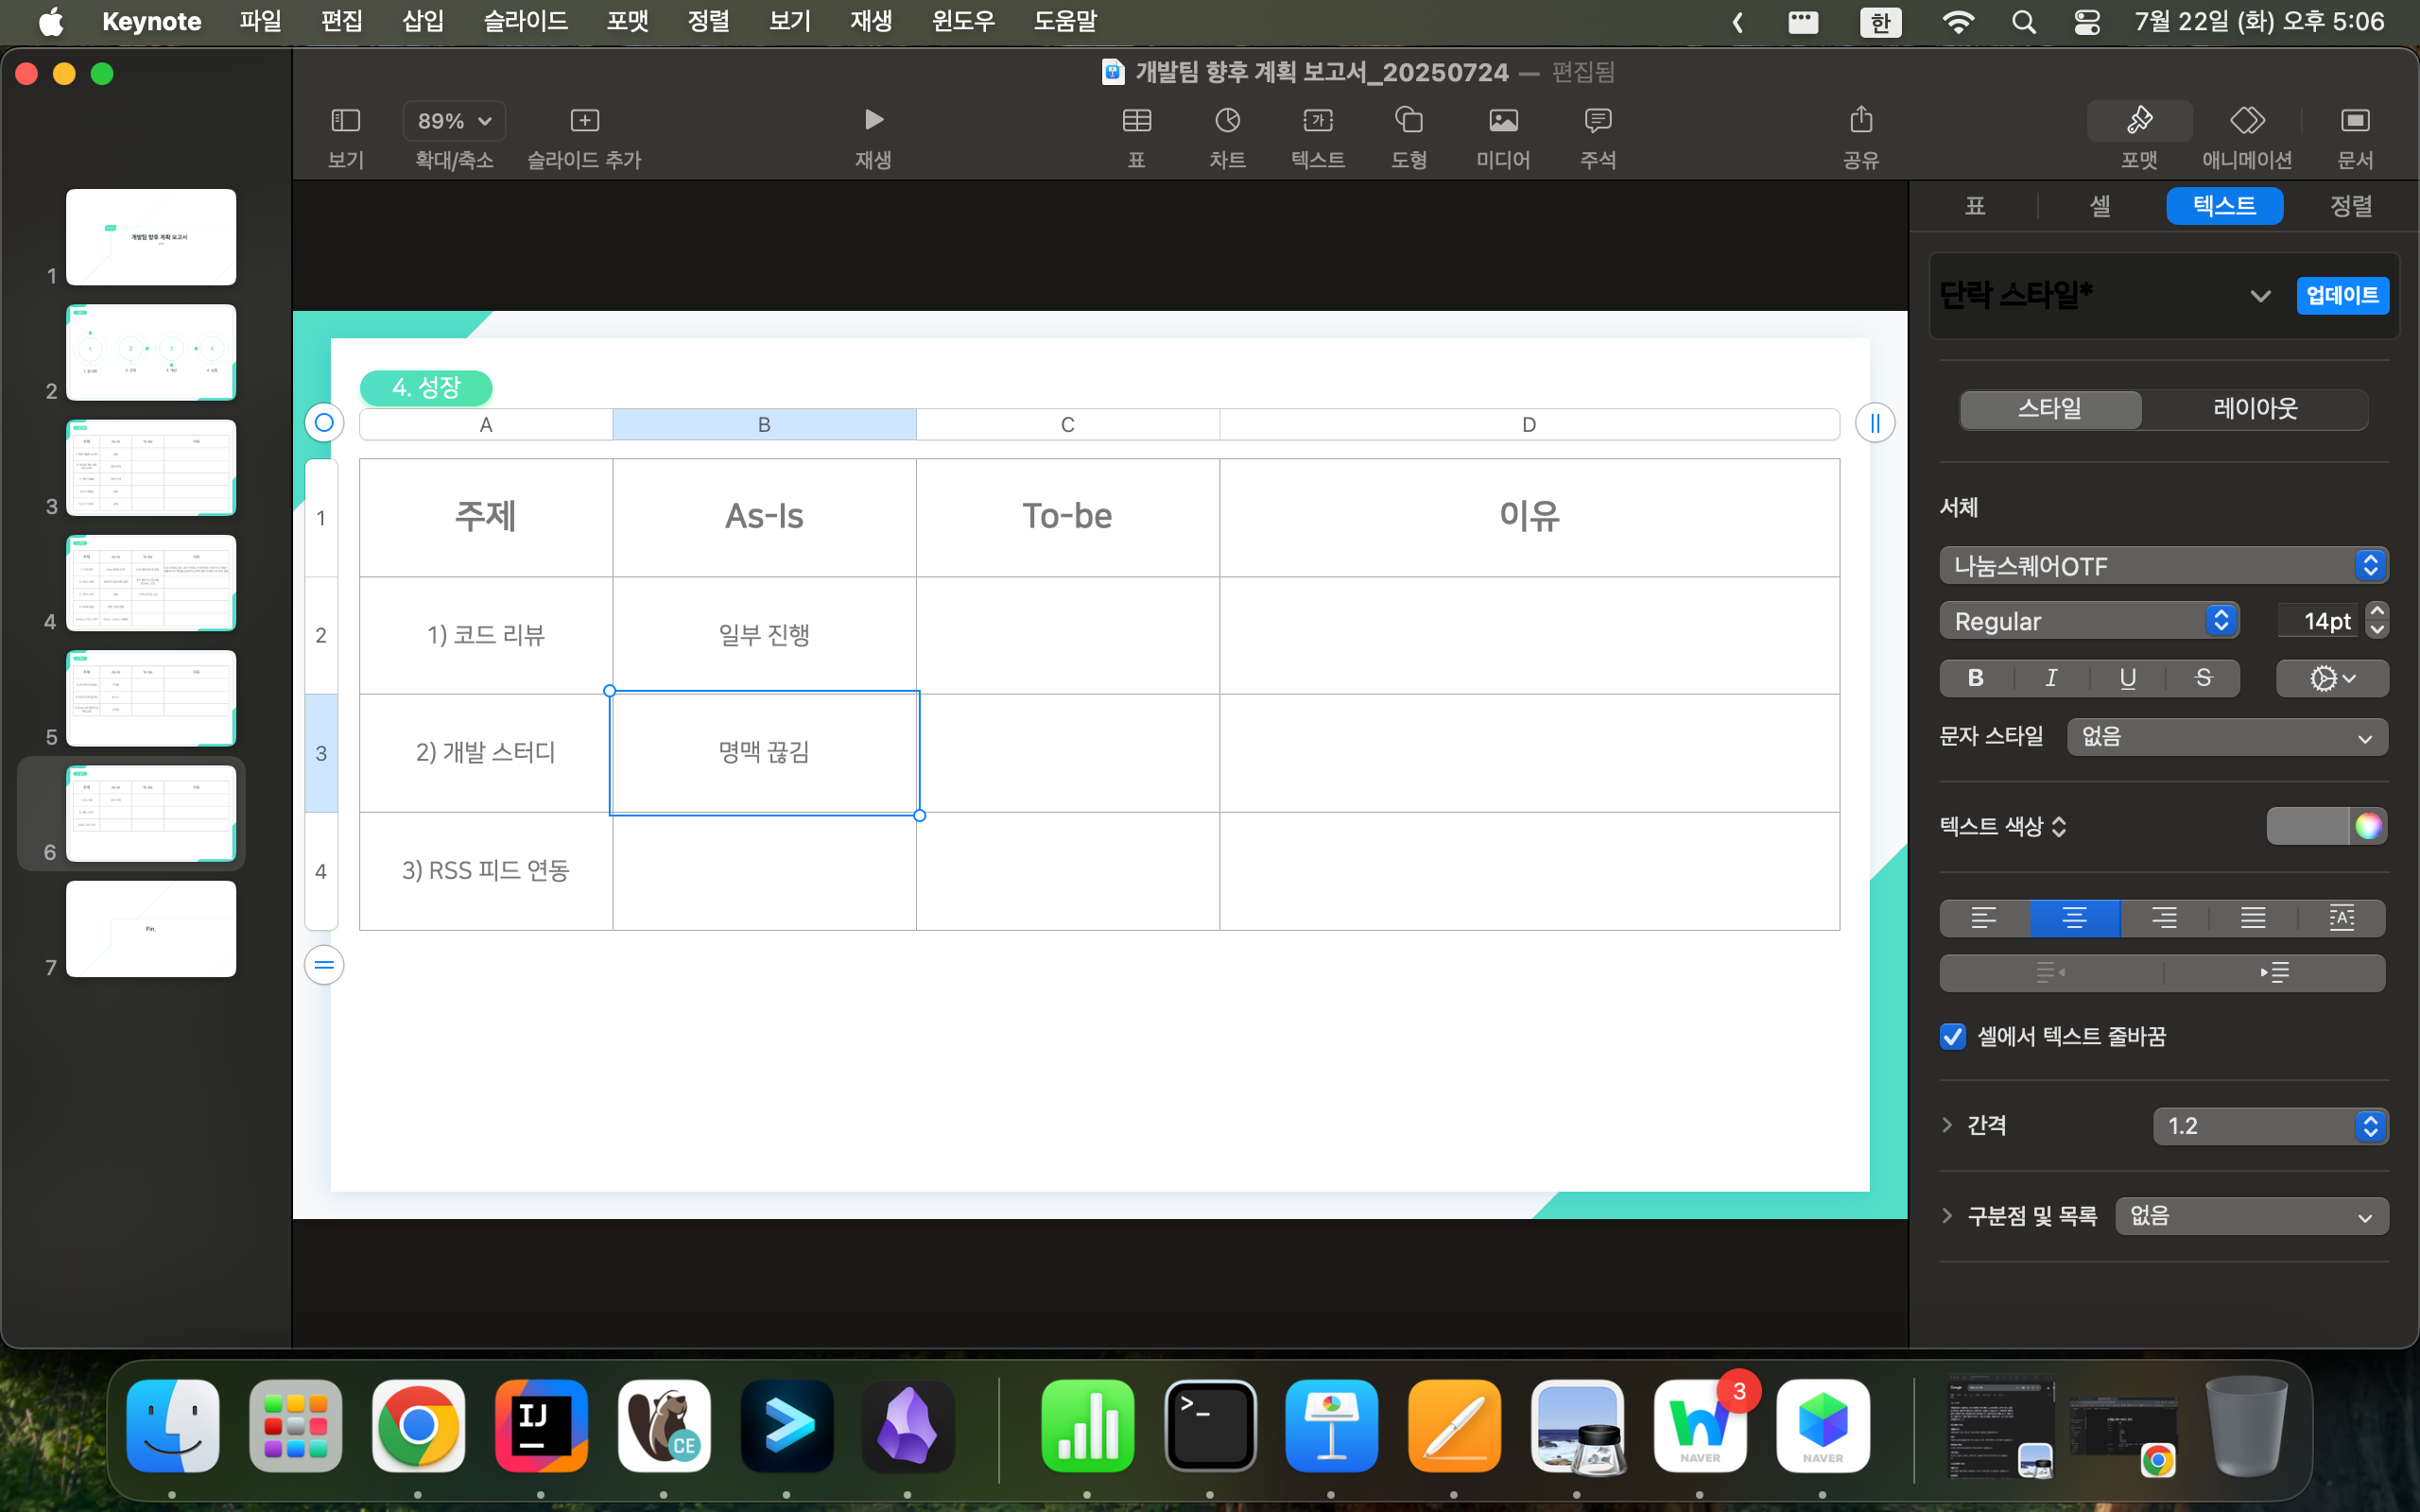 Keynote 파일 편집 삽입 슬라이드 포맷 정렬 보기 재생 윈도우 도움말 한 7월 22일 (화) 오후 5:06
개발팀 향후 계획 보고서_20250724 — 편집됨
89%
보기 확대/축소 슬라이드 추가 재생 표 차트 텍스트 도형 미디어 주석 공유 포맷 애니메이션 문서
표 셀 텍스트 정렬
개발팀 향후 계획 보고서
1
2
3
4
5
6
Fin.
7
4. 성장
A B C D
1 주제 As-Is To-be 이유
2 1) 코드 리뷰 일부 진행
3 2) 개발 스터디 명맥 끊김
4 3) RSS 피드 연동
단락 스타일* 업데이트
스타일 레이아웃
서체
나눔스퀘어OTF
Regular 14pt
B I U S
문자 스타일 없음
텍스트 색상
셀에서 텍스트 줄바꿈
간격 1.2
구분점 및 목록 없음
IJ
CE
>_
3
NAVER
NAVER